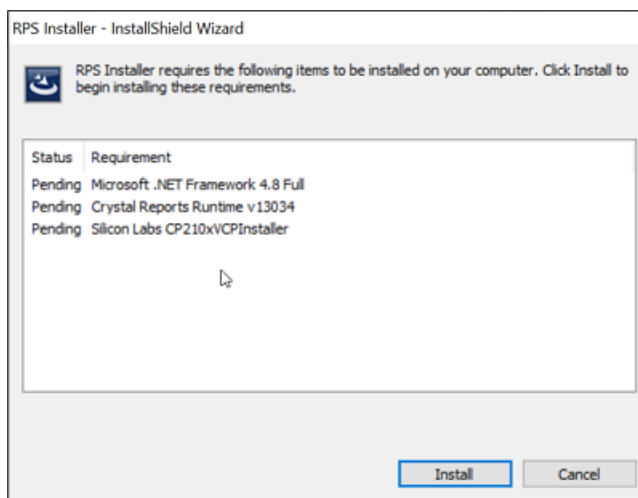 RPS Installer - InstallShield Wizard
RPS Installer requires the following items to be installed on your computer. Click Install to
begin installing these requirements.
Status Requirement
Pending Microsoft .NET Framework 4.8 Full
Pending Crystal Reports Runtime v13034
Pending Silicon Labs CP210xVCPInstaller
Install Cancel